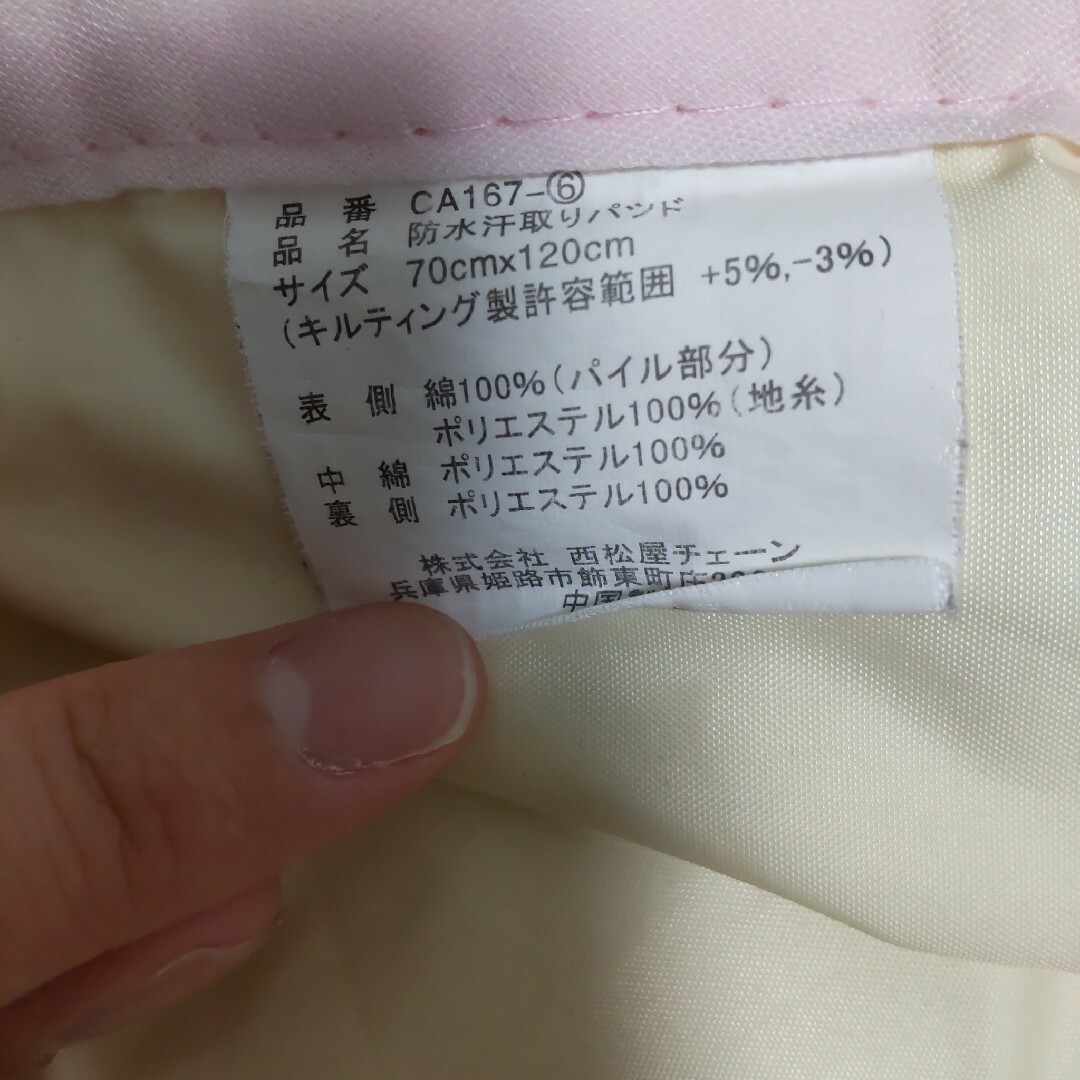 品 番 CA167-⑥
品 名 防水汗取りパッド
サイズ 70cmx120cm
(キルティング製許容範囲 +5%,-3%)
表 側 綿100%(パイル部分)
ポリエステル100%(地糸)
中 綿 ポリエステル100%
裏 側 ポリエステル100%
株式会社 西松屋チェーン
兵庫県姫路市飾東町庄
中国